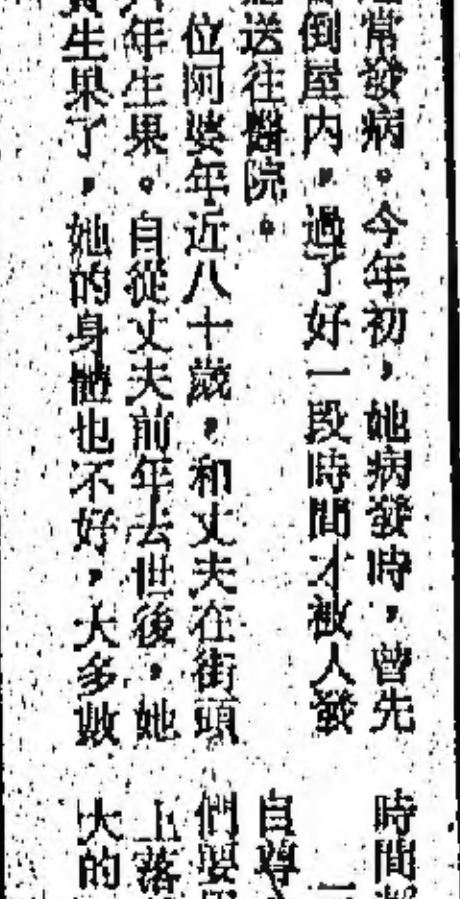 常發病。今年初，她病發時，曾先
倒屋內，過了好一段時間才被人發
送往醫院。
位阿婆年近八十歲，和丈夫在街頭
年生果。自從丈夫前年去世後，她
生果了，她的身體也不好，大多數
時間
一
自尊
們要
上落
大的